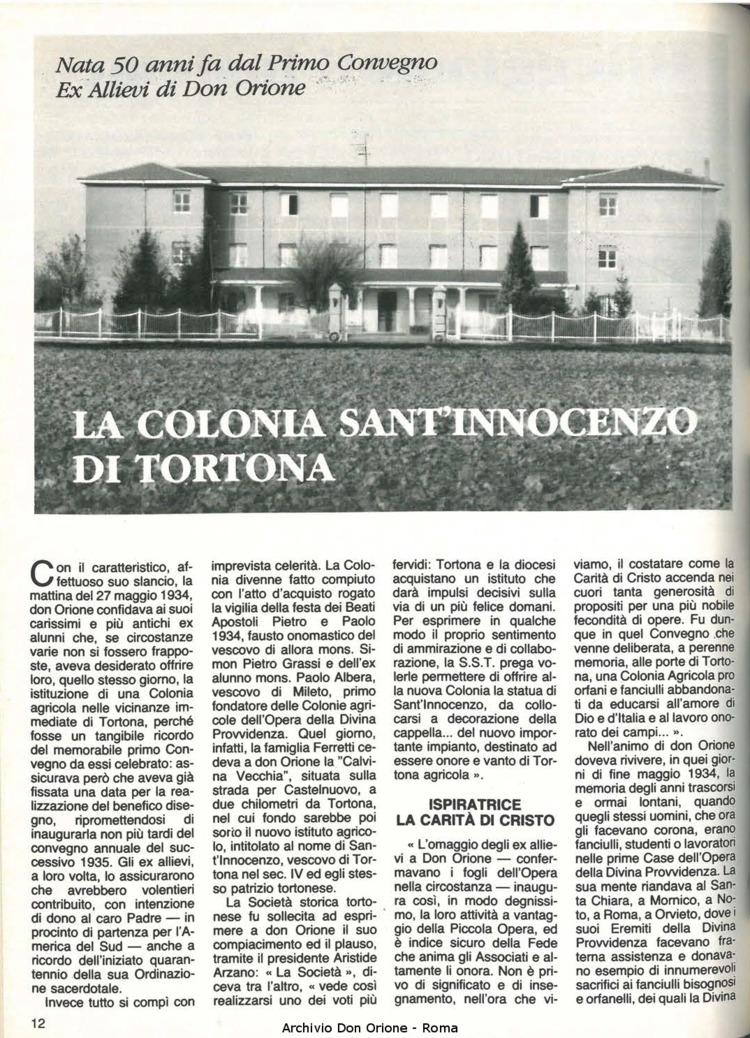 Nata 50 anni fa dal Primo Convegno
Ex Allievi di Don Orione
LA COLONIA SANT'INNOCENZO
DI TORTONA
Con il caratteristico, af-
fettuoso suo slancio, la
mattina del 27 maggio 1934,
don Orione confidava ai suoi
carissimi e più antichi ex
alunni che, se circostanze
varie non si fossero frappo-
ste, aveva desiderato offrire
loro, quello stesso giorno, la
istituzione di una Colonia
agricola nelle vicinanze im-
mediate di Tortona, perché
fosse un tangibile ricordo
del memorabile primo Con-
vegno da essi celebrato: as-
sicurava però che aveva già
fissata una data per la rea-
lizzazione del benefico dise-
gno, ripromettendosi di
inaugurarla non più tardi del
convegno annuale del suc-
cessivo 1935. Gli ex allievi,
a loro volta, lo assicurarono
che avrebbero volentieri
contribuito, con intenzione
di dono al caro Padre — in
procinto di partenza per l'A-
merica del Sud — anche a
ricordo dell'iniziato quaran-
tennio della sua Ordinazio-
ne sacerdotale.
Invece tutto si compì con
imprevista celerità. La Colo-
nia divenne fatto compiuto
con l'atto d'acquisto rogato
la vigilia della festa dei Beati
Apostoli Pietro e Paolo
1934, fausto onomastico del
vescovo di allora mons. Si-
mon Pietro Grassi e dell'ex
alunno mons. Paolo Albera,
vescovo di Mileto, primo
fondatore delle Colonie agri-
cole dell'Opera della Divina
Provvidenza. Quel giorno,
infatti, la famiglia Ferretti ce-
deva a don Orione la "Calvi-
na Vecchia", situata sulla
strada per Castelnuovo, a
due chilometri da Tortona,
nel cui fondo sarebbe poi
sorto il nuovo istituto agrico-
lo, intitolato al nome di San-
t'Innocenzo, vescovo di Tor-
tona nel sec. IV ed egli stes-
so patrizio tortonese.
La Società storica torto-
nese fu sollecita ad espri-
mere a don Orione il suo
compiacimento ed il plauso,
tramite il presidente Aristide
Arzano: « La Società », di-
ceva tra l'altro, « vede così
realizzarsi uno dei voti più
fervidi: Tortona e la diocesi
acquistano un istituto che
darà impulsi decisivi sulla
via di un più felice domani.
Per esprimere in qualche
modo il proprio sentimento
di ammirazione e di collabo-
razione, la S.S.T. prega vo-
lerle permettere di offrire al-
la nuova Colonia la statua di
Sant'Innocenzo, da collo-
carsi a decorazione della
cappella... del nuovo impor-
tante impianto, destinato ad
essere onore e vanto di Tor-
tona agricola ».
ISPIRATRICE
LA CARITÀ DI CRISTO
« L'omaggio degli ex allie-
vi a Don Orione — confer-
mavano i fogli dell'Opera
nella circostanza — inaugu-
ra così, in modo degnissi-
mo, la loro attività a vantag-
gio della Piccola Opera, ed
è indice sicuro della Fede
che anima gli Associati e al-
tamente li onora. Non è pri-
vo di significato e di inse-
gnamento, nell'ora che vi-
viamo, il costatare come la
Carità di Cristo accenda nei
cuori tanta generosità di
propositi per una più nobile
fecondità di opere. Fu dun-
que in quel Convegno che
venne deliberata, a perenne
memoria, alle porte di Torto-
na, una Colonia Agricola pro
orfani e fanciulli abbandona-
ti da educarsi all'amore di
Dio e d'Italia e al lavoro ono-
rato dei campi... ».
Nell'animo di don Orione
doveva rivivere, in quei gior-
ni di fine maggio 1934, la
memoria degli anni trascorsi
e ormai lontani, quando
quegli stessi uomini, che ora
gli facevano corona, erano
fanciulli, studenti o lavoratori
nelle prime Case dell'Opera
della Divina Provvidenza. La
sua mente riandava al San-
ta Chiara, a Mornico, a No-
to, a Roma, a Orvieto, dove i
suoi Eremiti della Divina
Provvidenza facevano fra-
terna assistenza e donava-
no esempio di innumerevoli
sacrifici ai fanciulli bisognosi
e orfanelli, dei quali la Divina
12
Archivio Don Orione - Roma